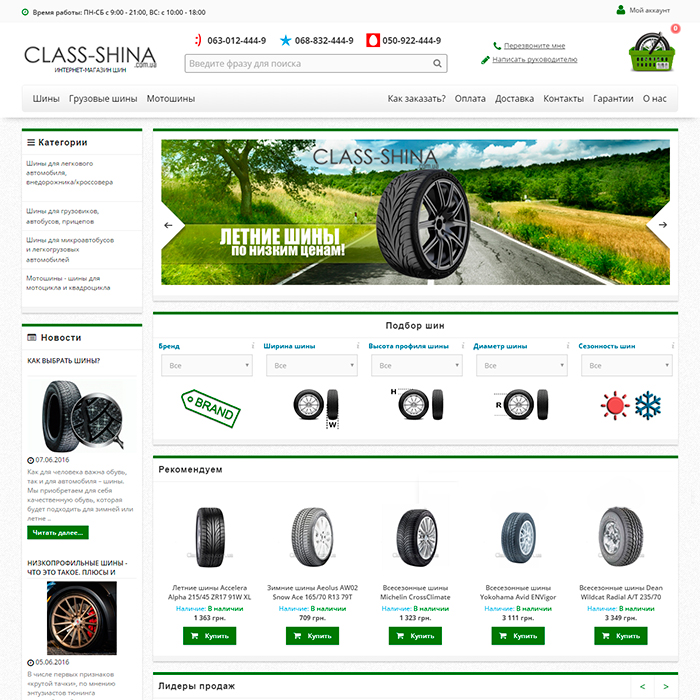 Время работы: ПН-СБ с 9:00 - 21:00, ВС: с 10:00 - 18:00
Мой аккаунт
CLASS-SHINA
.com.ua
ИНТЕРНЕТ-МАГАЗИН ШИН
063-012-444-9
068-832-444-9
050-922-444-9
Введите фразу для поиска
Перезвоните мне
Написать руководителю
0
Шины
Грузовые шины
Мотошины
Как заказать?
Оплата
Доставка
Контакты
Гарантии
О нас
Категории
Шины для легкового
автомобиля,
внедорожника/кроссовера
Шины для грузовиков,
автобусов, прицепов
Шины для микроавтобусов
и легкогрузовых
автомобилей
Мотошины - шины для
мотоцикла и квадроцикла
CLASS-SHINA
ЛЕТНИЕ ШИНЫ
ПО НИЗКИМ ЦЕНАМ!
Новости
КАК ВЫБРАТЬ ШИНЫ?
07.06.2016
Как для человека важна обувь,
так и для автомобиля – шины.
Мы приобретаем для себя
качественную обувь, которая
будет подходить для зимней или
летне ..
Читать далее...
НИЗКОПРОФИЛЬНЫЕ ШИНЫ -
ЧТО ЭТО ТАКОЕ. ПЛЮСЫ И
05.06.2016
В числе первых признаков
«крутой тачки», по мнению
энтузиастов тюнинга
Подбор шин
Бренд
Ширина шины
Высота профиля шины
Диаметр шины
Сезонность шин
Все
Все
Все
Все
Все
BRAND
W
H
R
Рекомендуем
Летние шины Accelera
Alpha 215/45 ZR17 91W XL
Наличие: В наличии
1 363 грн.
Купить
Зимние шины Aeolus AW02
Snow Ace 165/70 R13 79T
Наличие: В наличии
709 грн.
Купить
Всесезонные шины
Michelin CrossClimate
Наличие: В наличии
1 323 грн.
Купить
Всесезонные шины
Yokohama Avid ENVigor
Наличие: В наличии
3 111 грн.
Купить
Всесезонные шины Dean
Wildcat Radial A/T 235/70
Наличие: В наличии
3 349 грн.
Купить
Лидеры продаж